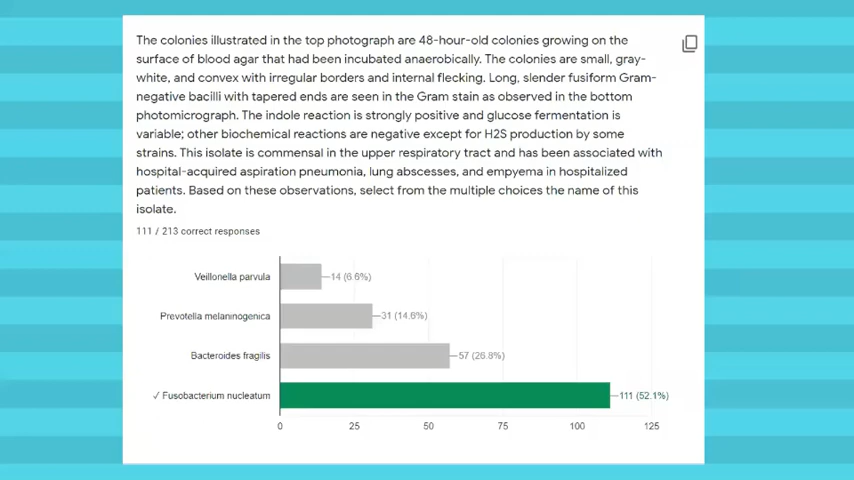 The colonies illustrated in the top photograph are 48-hour-old colonies growing on the
surface of blood agar that had been incubated anaerobically. The colonies are small, gray-
white, and convex with irregular borders and internal flecking. Long, slender fusiform Gram-
negative bacilli with tapered ends are seen in the Gram stain as observed in the bottom
photomicrograph. The indole reaction is strongly positive and glucose fermentation is
variable; other biochemical reactions are negative except for H2S production by some
strains. This isolate is commensal in the upper respiratory tract and has been associated with
hospital-acquired aspiration pneumonia, lung abscesses, and empyema in hospitalized
patients. Based on these observations, select from the multiple choices the name of this
isolate.
111 / 213 correct responses
Veillonella parvula 14 (6.6%)
Prevotella melaninogenica 31 (14.6%)
Bacteroides fragilis 57 (26.8%)
✓ Fusobacterium nucleatum 111 (52.1%)
0 25 50 75 100 125